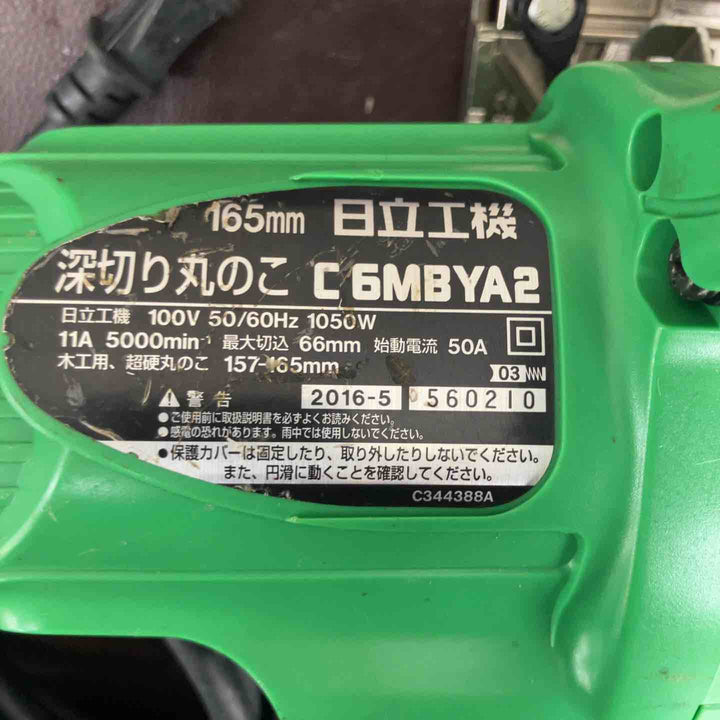 165mm 日立工機
深切り丸のこ C6MBYA2
日立工機 100V 50/60Hz 1050W
11A 5000min⁻ 最大切込 66mm 始動電流 50A
木工用、超硬丸のこ 157-165mm
03
警告 2016-5 560210
●ご使用前に取扱説明書を必ずよくお読みください。
●感電の恐れがあります。雨中では使用しないでください。
●保護カバーは固定したり、取り外したりしないでください。
また、円滑に動くことを確認してください。
C344388A